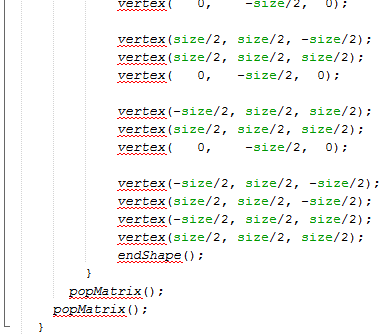 vertex(   0,    -size/2,  0);

vertex(size/2, size/2, -size/2);
vertex(size/2, size/2, size/2);
vertex(   0,   -size/2,  0);

vertex(-size/2, size/2, size/2);
vertex(size/2, size/2, size/2);
vertex(   0,    -size/2,  0);

vertex(-size/2, size/2, -size/2);
vertex(size/2, size/2, -size/2);
vertex(-size/2, size/2, size/2);
vertex(size/2, size/2, size/2);
endShape();
}
popMatrix();
popMatrix();
}